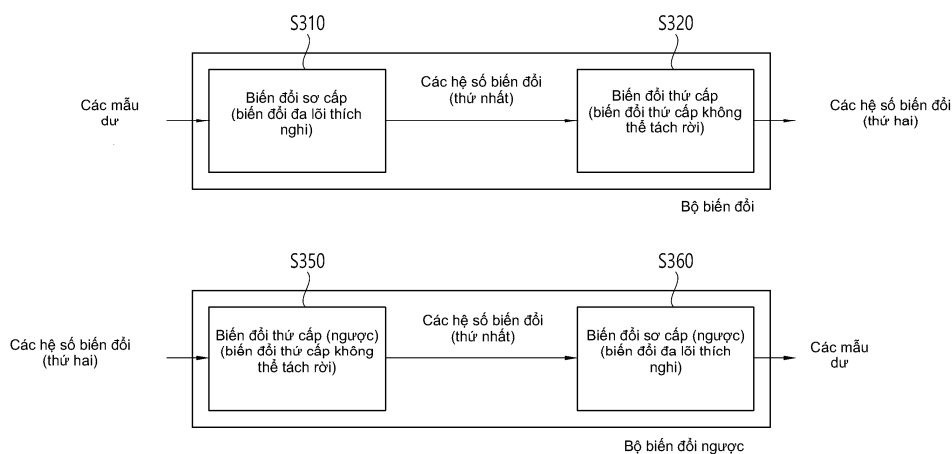 S310
S320
Các mẫu
dư
Biến đổi sơ cấp
(biến đổi đa lõi thích
nghi)
Các hệ số biến đổi
(thứ nhất)
Biến đổi thứ cấp
(biến đổi thứ cấp không
thể tách rời)
Các hệ số biến đổi
(thứ hai)
Bộ biến đổi
S350
S360
Các hệ số biến đổi
(thứ hai)
Biến đổi thứ cấp (ngược)
(biến đổi thứ cấp không
thể tách rời)
Các hệ số biến đổi
(thứ nhất)
Biến đổi sơ cấp (ngược)
(biến đổi đa lõi thích
nghi)
Các mẫu
dư
Bộ biến đổi ngược